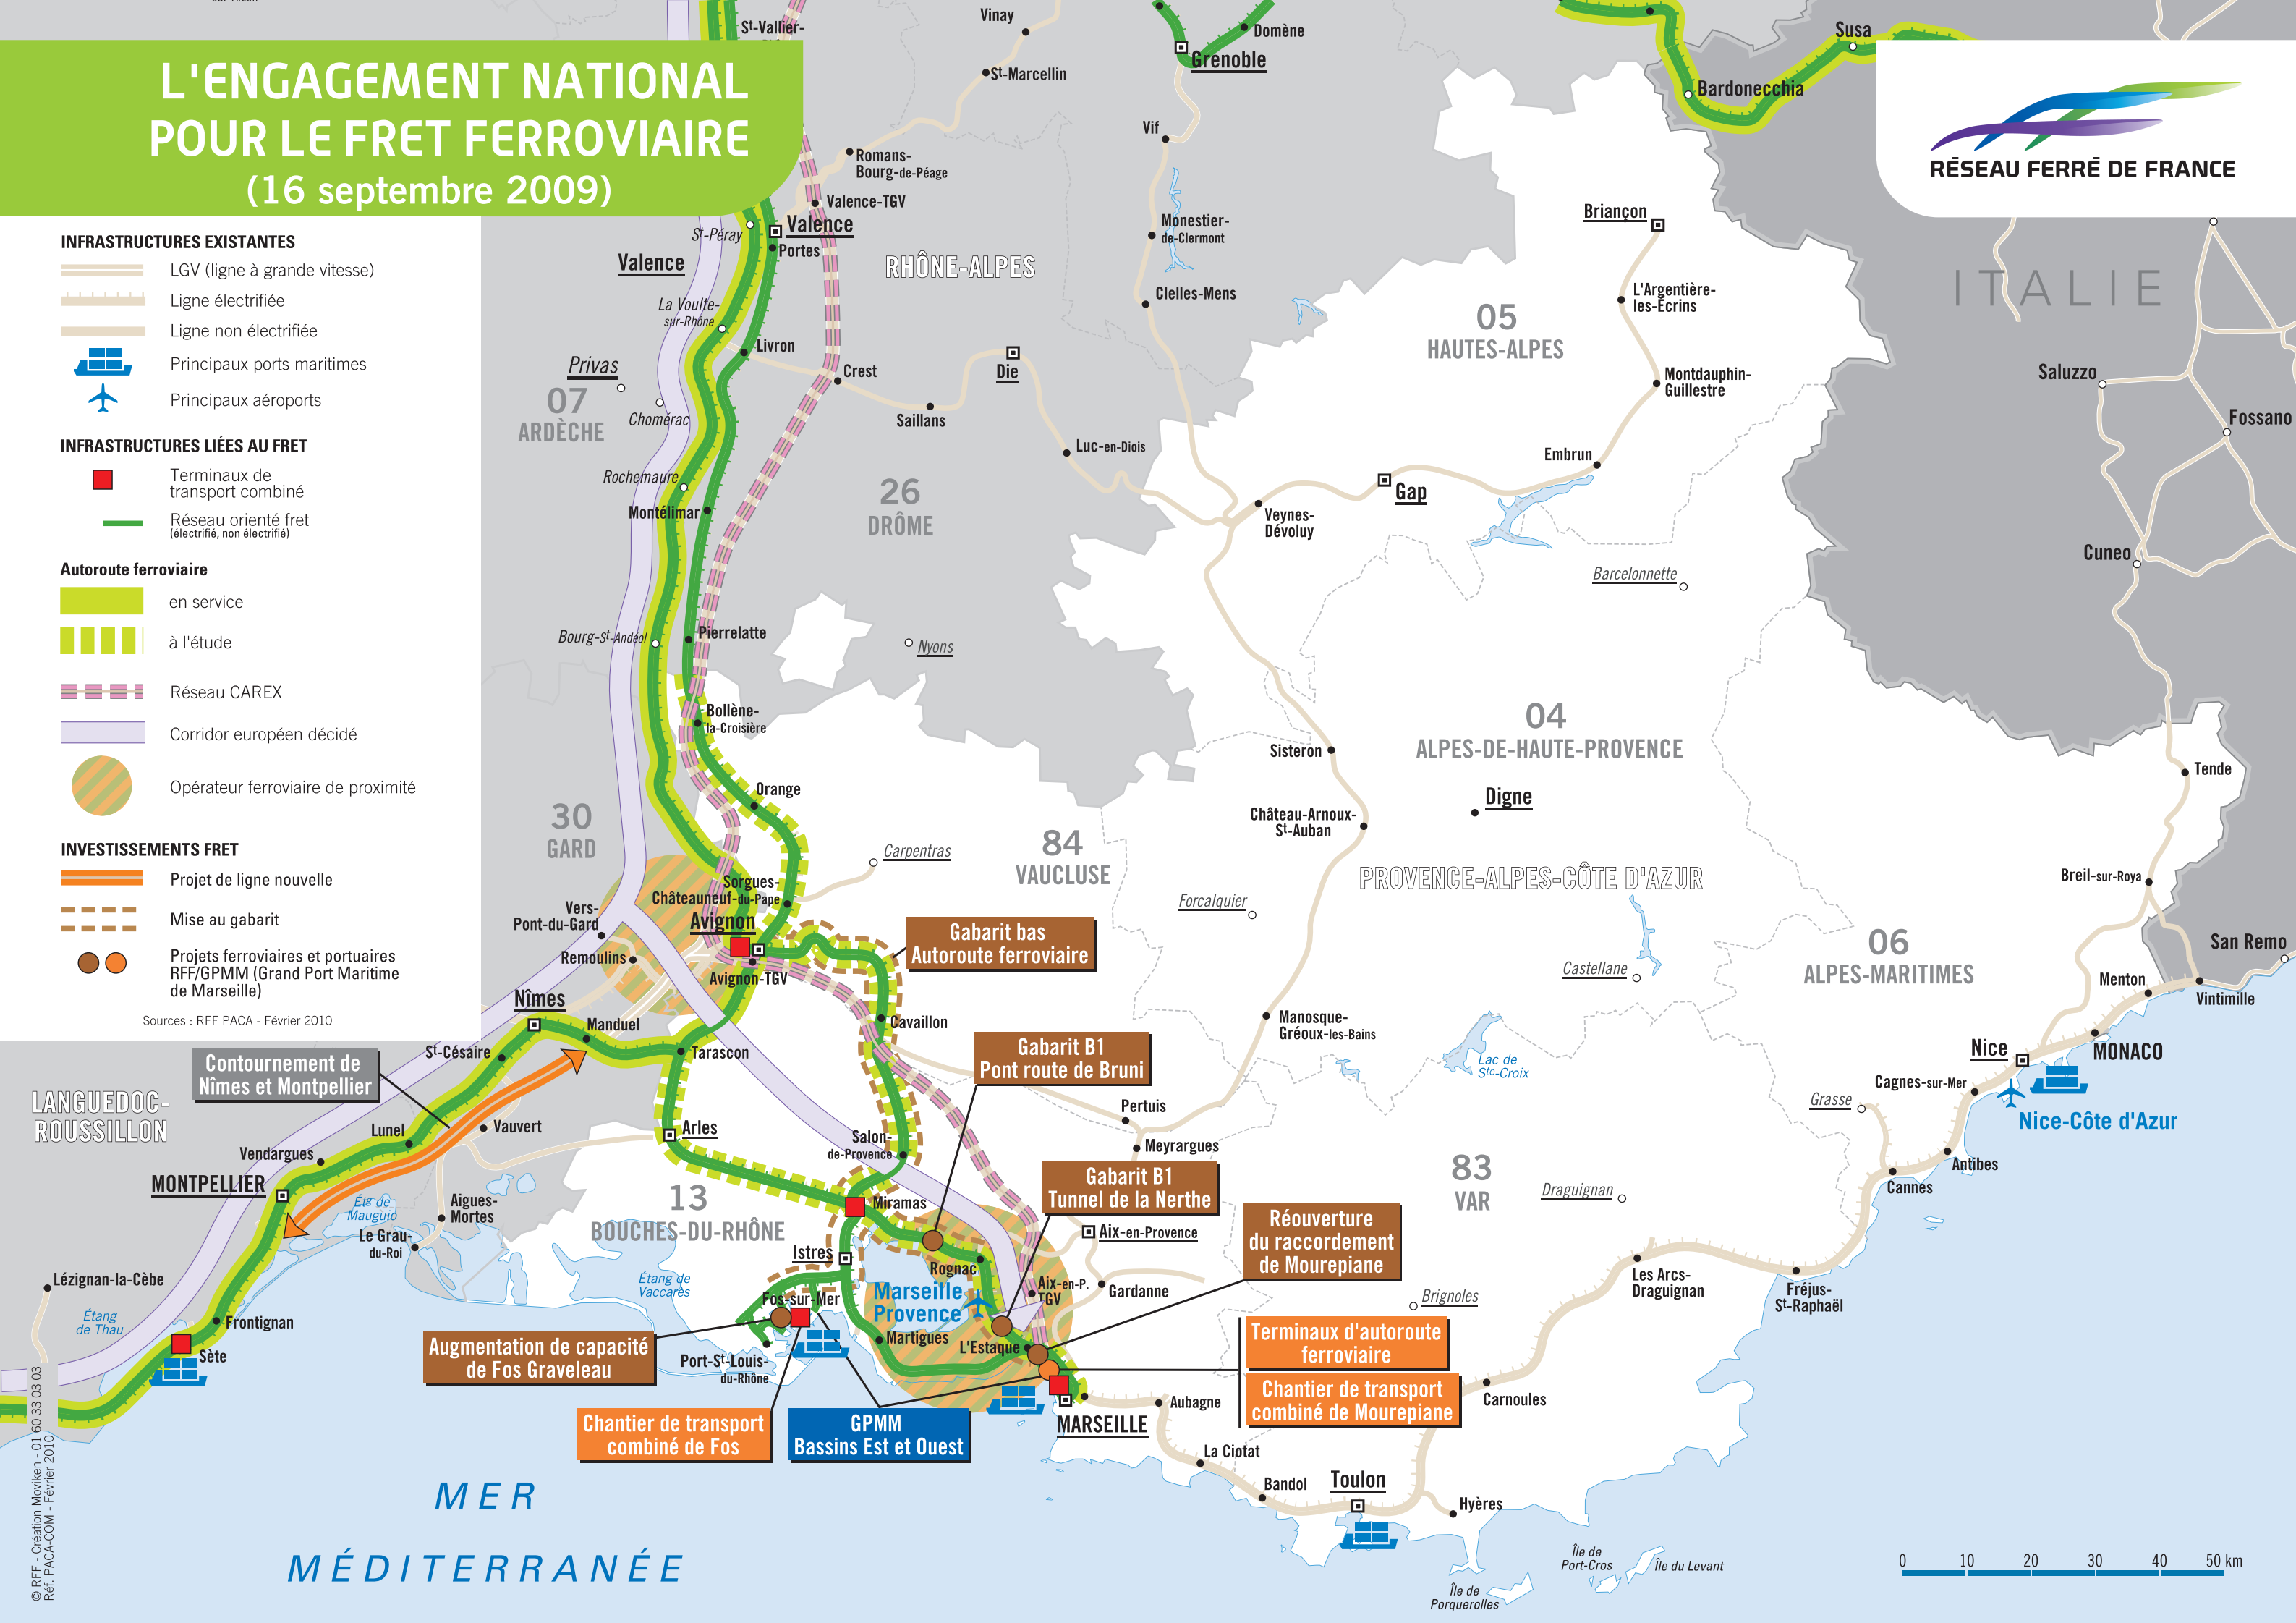 L'ENGAGEMENT NATIONAL
POUR LE FRET FERROVIAIRE
(16 septembre 2009)
INFRASTRUCTURES EXISTANTES
LGV (ligne à grande vitesse)
Ligne électrifiée
Ligne non électrifiée
Principaux ports maritimes
Principaux aéroports
INFRASTRUCTURES LIÉES AU FRET
Terminaux de
transport combiné
Réseau orienté fret
(électrifié, non électrifié)
Autoroute ferroviaire
en service
à l'étude
Réseau CAREX
Corridor européen décidé
Opérateur ferroviaire de proximité
INVESTISSEMENTS FRET
Projet de ligne nouvelle
Mise au gabarit
Projets ferroviaires et portuaires
RFF/GPMM (Grand Port Maritime
de Marseille)
Sources : RFF PACA - Février 2010
RÉSEAU FERRÉ DE FRANCE
St-Vallier-
Vinay
St-Marcellin
Domène
Grenoble
Susa
Bardonecchia
Romans-
Bourg-de-Péage
Vif
Valence-TGV
St-Péray
Valence
Portes
Valence
RHÔNE-ALPES
Monestier-
de-Clermont
Briançon
ITALIE
La Voulte-
sur-Rhône
Clelles-Mens
L'Argentière-
les-Écrins
05
HAUTES-ALPES
Livron
Privas
Crest
Die
Montdauphin-
Guillestre
Saluzzo
07
ARDÈCHE
Chomérac
Saillans
Fossano
Luc-en-Diois
Embrun
Rochemaure
26
DRÔME
Gap
Montélimar
Veynes-
Dévoluy
Cuneo
Barcelonnette
Bourg-St-Andéol
Pierrelatte
Nyons
Bollène-
la-Croisière
04
ALPES-DE-HAUTE-PROVENCE
Sisteron
Tende
Orange
Digne
30
GARD
Château-Arnoux-
St-Auban
84
VAUCLUSE
Carpentras
PROVENCE-ALPES-CÔTE D'AZUR
Breil-sur-Roya
Sorgues-
Châteauneuf-du-Pape
Forcalquier
Vers-
Pont-du-Gard
Avignon
Gabarit bas
Autoroute ferroviaire
06
ALPES-MARITIMES
San Remo
Remoulins
Avignon-TGV
Castellane
Menton
Vintimille
Nîmes
Manduel
Cavaillon
Manosque-
Gréoux-les-Bains
St-Césaire
Tarascon
Gabarit B1
Pont route de Bruni
Lac de
Ste-Croix
Nice
MONACO
Contournement de
Nîmes et Montpellier
Cagnes-sur-Mer
Grasse
Nice-Côte d'Azur
LANGUEDOC-
ROUSSILLON
Lunel
Vauvert
Arles
Pertuis
Vendargues
Salon-
de-Provence
Meyrargues
Antibes
MONTPELLIER
Gabarit B1
Tunnel de la Nerthe
83
VAR
Draguignan
Cannes
Étg de
Mauguio
Aigues-
Mortes
13
BOUCHES-DU-RHÔNE
Miramas
Réouverture
du raccordement
de Mourepiane
Le Grau-
du-Roi
Istres
Aix-en-Provence
Rognac
Lézignan-la-Cèbe
Étang de
Vaccarès
Aix-en-P.
TGV
Gardanne
Les Arcs-
Draguignan
Fréjus-
St-Raphaël
Fos-sur-Mer
Marseille
Provence
Brignoles
Étang
de Thau
Frontignan
Martigues
L'Estaque
Terminaux d'autoroute
ferroviaire
Augmentation de capacité
de Fos Graveleau
Port-St-Louis-
du-Rhône
Sète
Chantier de transport
combiné de Mourepiane
Carnoules
Aubagne
Chantier de transport
combiné de Fos
GPMM
Bassins Est et Ouest
MARSEILLE
La Ciotat
Bandol
Toulon
Hyères
MER
MÉDITERRANÉE
Île de
Port-Cros
Île du Levant
Île de
Porquerolles
0 10 20 30 40 50 km
© RFF - Création Moviken - 01 60 33 03 03
Réf. PACA-COM - Février 2010